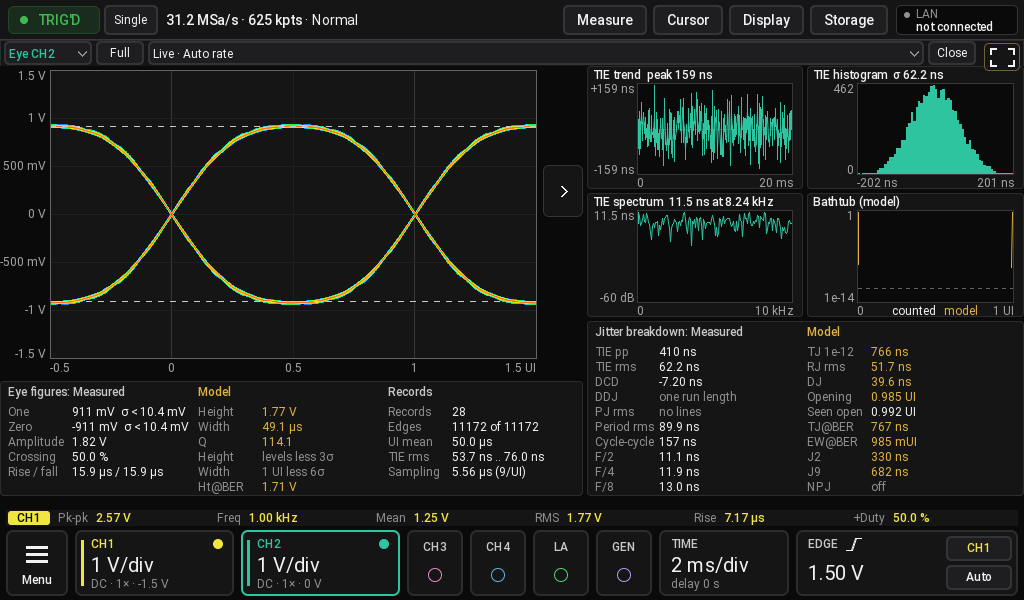 TRIG'D Single 31.2 MSa/s · 625 kpts · Normal Measure Cursor Display Storage LAN not connected
Eye CH2 Full Live · Auto rate Close
1.5 V
1 V
500 mV
0 V
-500 mV
-1 V
-1.5 V
-0.5 0 0.5 1 1.5 UI
TIE trend peak 159 ns
+159 ns
-159 ns
0 20 ms
TIE histogram σ 62.2 ns
462
0
-202 ns 201 ns
TIE spectrum 11.5 ns at 8.24 kHz
11.5 ns
-60 dB
0 10 kHz
Bathtub (model)
1
1e-14
0 counted model 1 UI
Eye figures: Measured Model Records
One 911 mV σ < 10.4 mV Height 1.77 V Records 28
Zero -911 mV σ < 10.4 mV Width 49.1 µs Edges 11172 of 11172
Amplitude 1.82 V Q 114.1 UI mean 50.0 µs
Crossing 50.0 % Height levels less 3σ TIE rms 53.7 ns .. 76.0 ns
Rise / fall 15.9 µs / 15.9 µs Width 1 UI less 6σ Sampling 5.56 µs (9/UI)
Ht@BER 1.71 V
Jitter breakdown: Measured Model
TIE pp 410 ns TJ 1e-12 766 ns
TIE rms 62.2 ns RJ rms 51.7 ns
DCD -7.20 ns DJ 39.6 ns
DDJ one run length Opening 0.985 UI
PJ rms no lines Seen open 0.992 UI
Period rms 89.9 ns TJ@BER 767 ns
Cycle-cycle 157 ns EW@BER 985 mUI
F/2 11.1 ns J2 330 ns
F/4 11.9 ns J9 682 ns
F/8 13.0 ns NPJ off
CH1 Pk-pk 2.57 V Freq 1.00 kHz Mean 1.25 V RMS 1.77 V Rise 7.17 µs +Duty 50.0 %
Menu
CH1
1 V/div
DC · 1× · -1.5 V
CH2
1 V/div
DC · 1× · 0 V
CH3
CH4
LA
GEN
TIME
2 ms/div
delay 0 s
EDGE
1.50 V
CH1
Auto